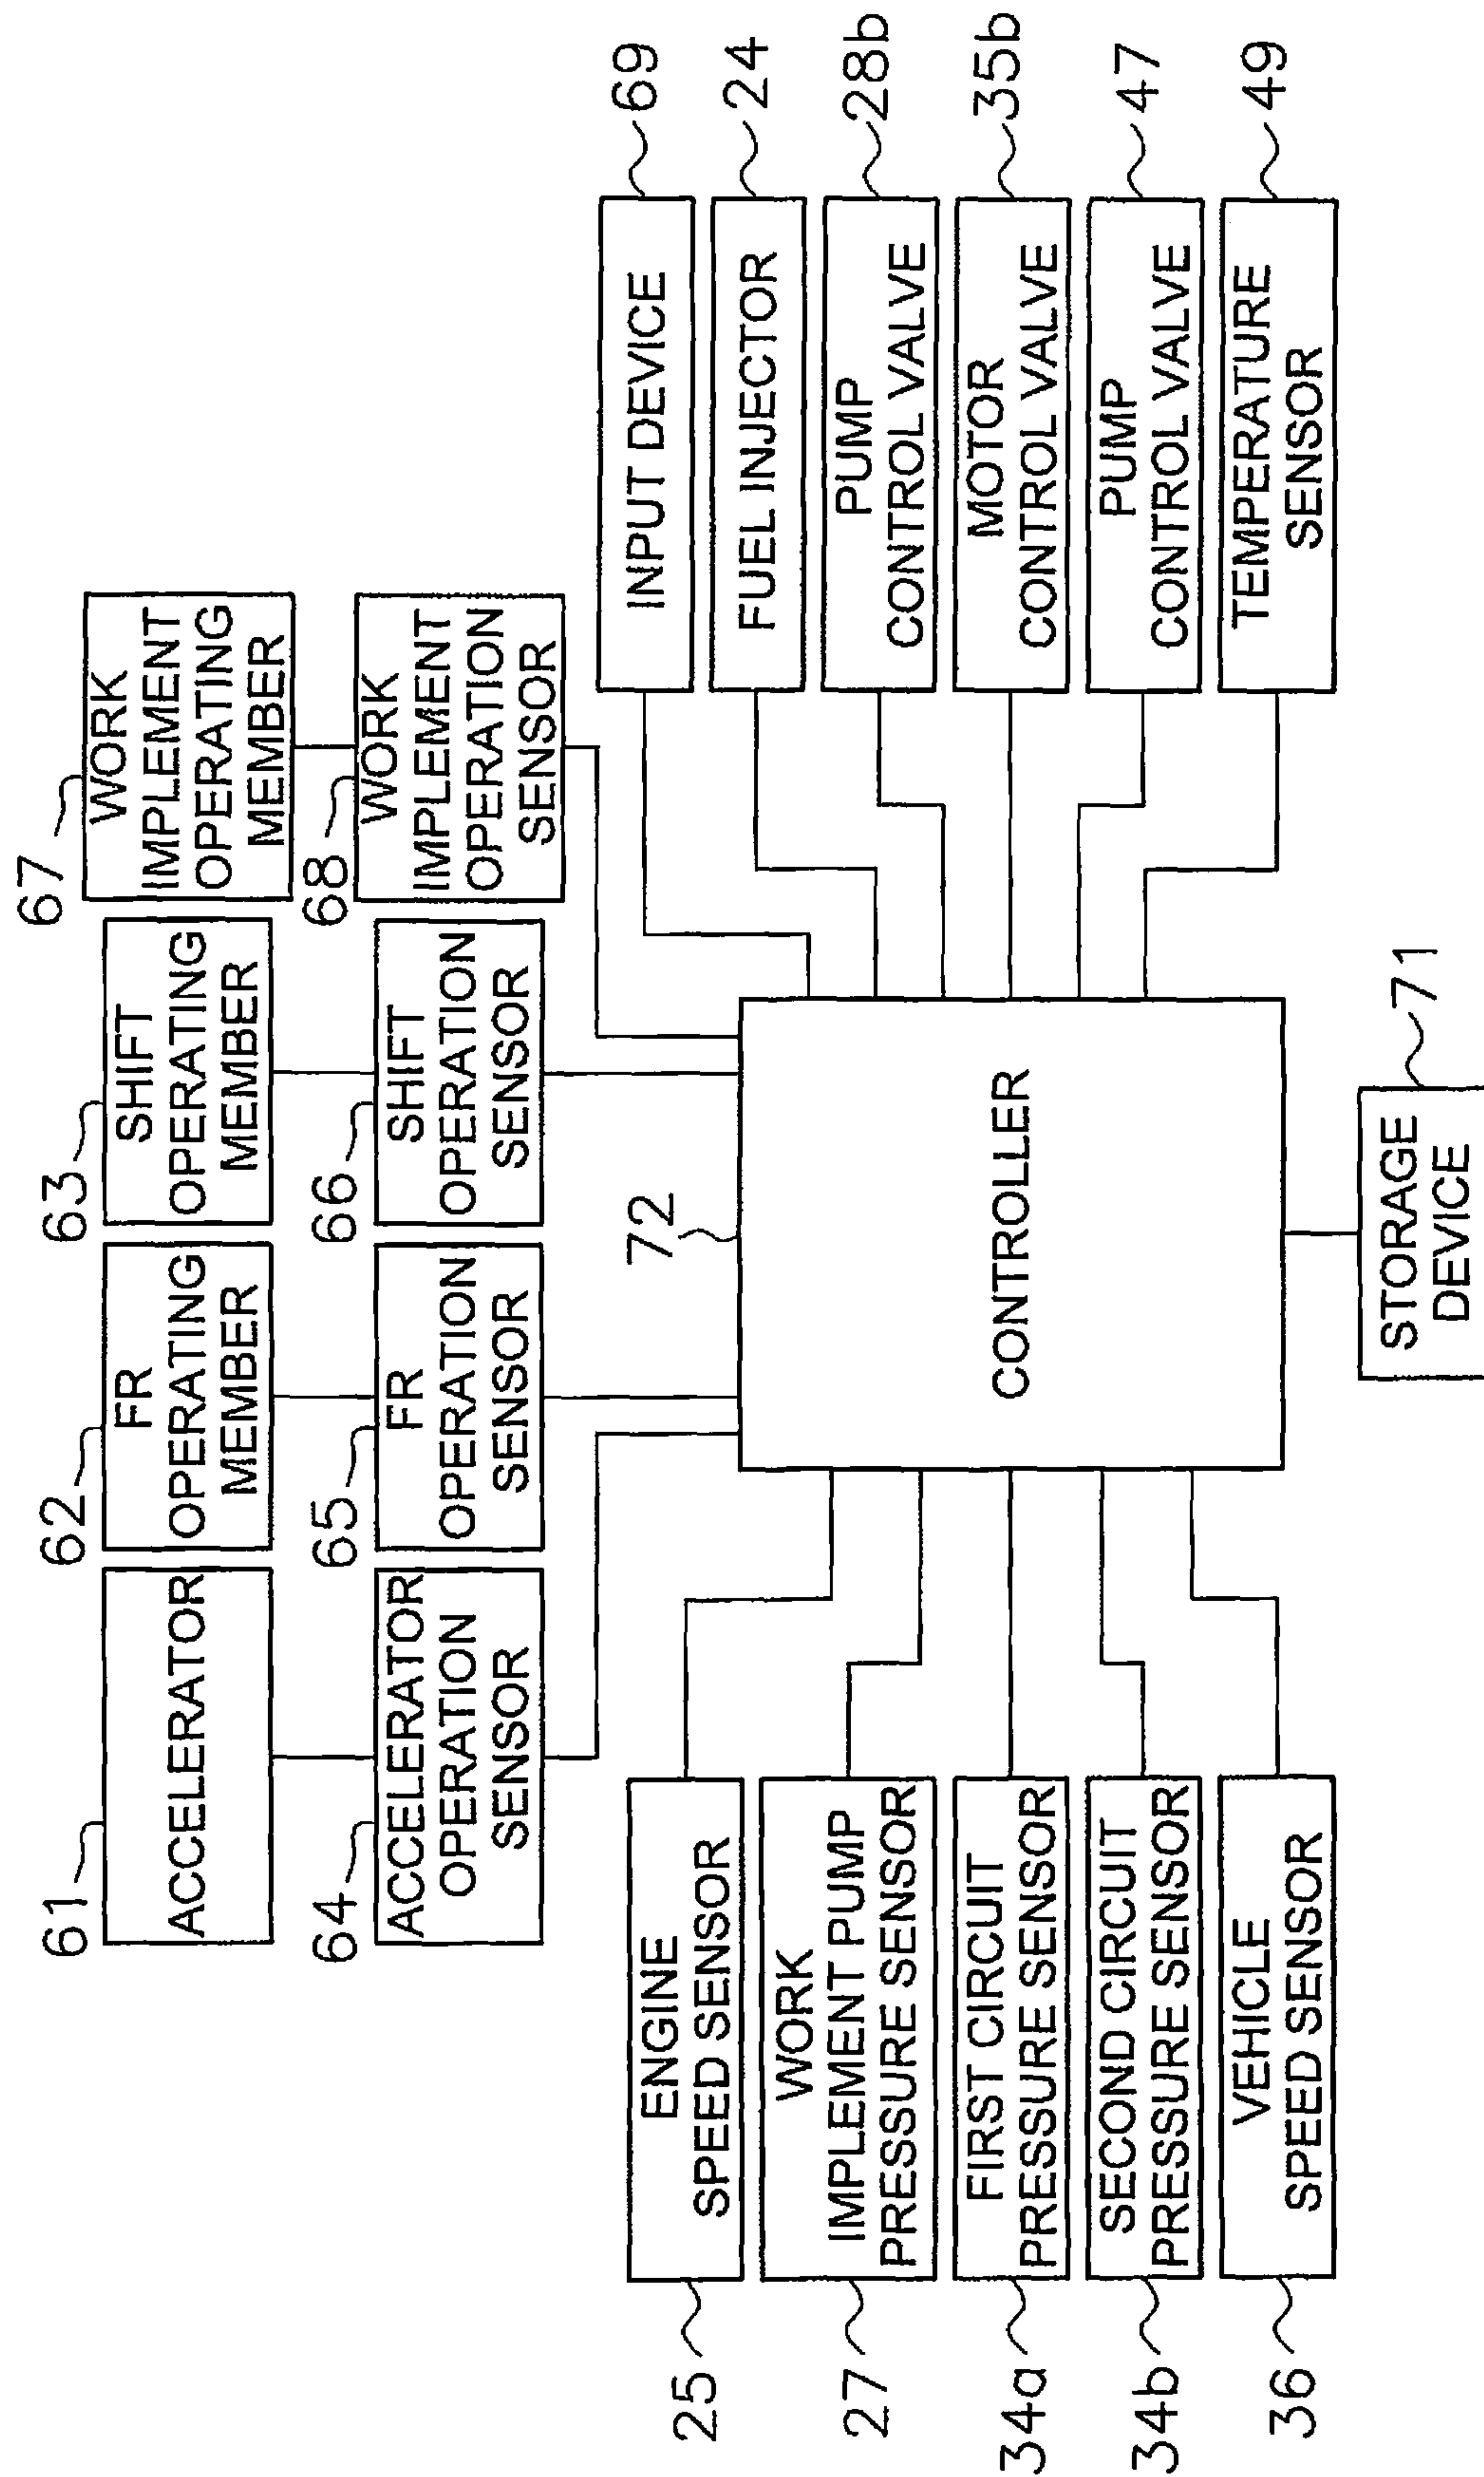 61
ACCELERATOR
62
FR
OPERATING
MEMBER
63
SHIFT
OPERATING
MEMBER
67
WORK
IMPLEMENT
OPERATING
MEMBER
64
ACCELERATOR
OPERATION
SENSOR
65
FR
OPERATION
SENSOR
66
SHIFT
OPERATION
SENSOR
68
WORK
IMPLEMENT
OPERATION
SENSOR
25
ENGINE
SPEED SENSOR
27
WORK
IMPLEMENT PUMP
PRESSURE SENSOR
34a
FIRST CIRCUIT
PRESSURE SENSOR
34b
SECOND CIRCUIT
PRESSURE SENSOR
36
VEHICLE
SPEED SENSOR
72
CONTROLLER
INPUT DEVICE
69
FUEL INJECTOR
24
PUMP
CONTROL VALVE
28b
MOTOR
CONTROL VALVE
35b
PUMP
CONTROL VALVE
47
TEMPERATURE
SENSOR
49
STORAGE
DEVICE
71